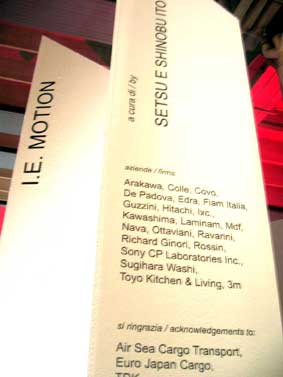 I.E. MOTION
a cura di / by
SETSU E SHINOBU ITO
aziende / firms
Arakawa, Colle, Covo,
De Padova, Edra, Fiam Italia,
Guzzini, Hitachi, Ixc.,
Kawashima, Laminam, Mdf,
Nava, Ottaviani, Ravarini,
Richard Ginori, Rossin,
Sony CP Laboratories Inc.,
Sugihara Washi,
Toyo Kitchen & Living, 3m
si ringrazia / acknowledgements to:
Air Sea Cargo Transport,
Euro Japan Cargo,